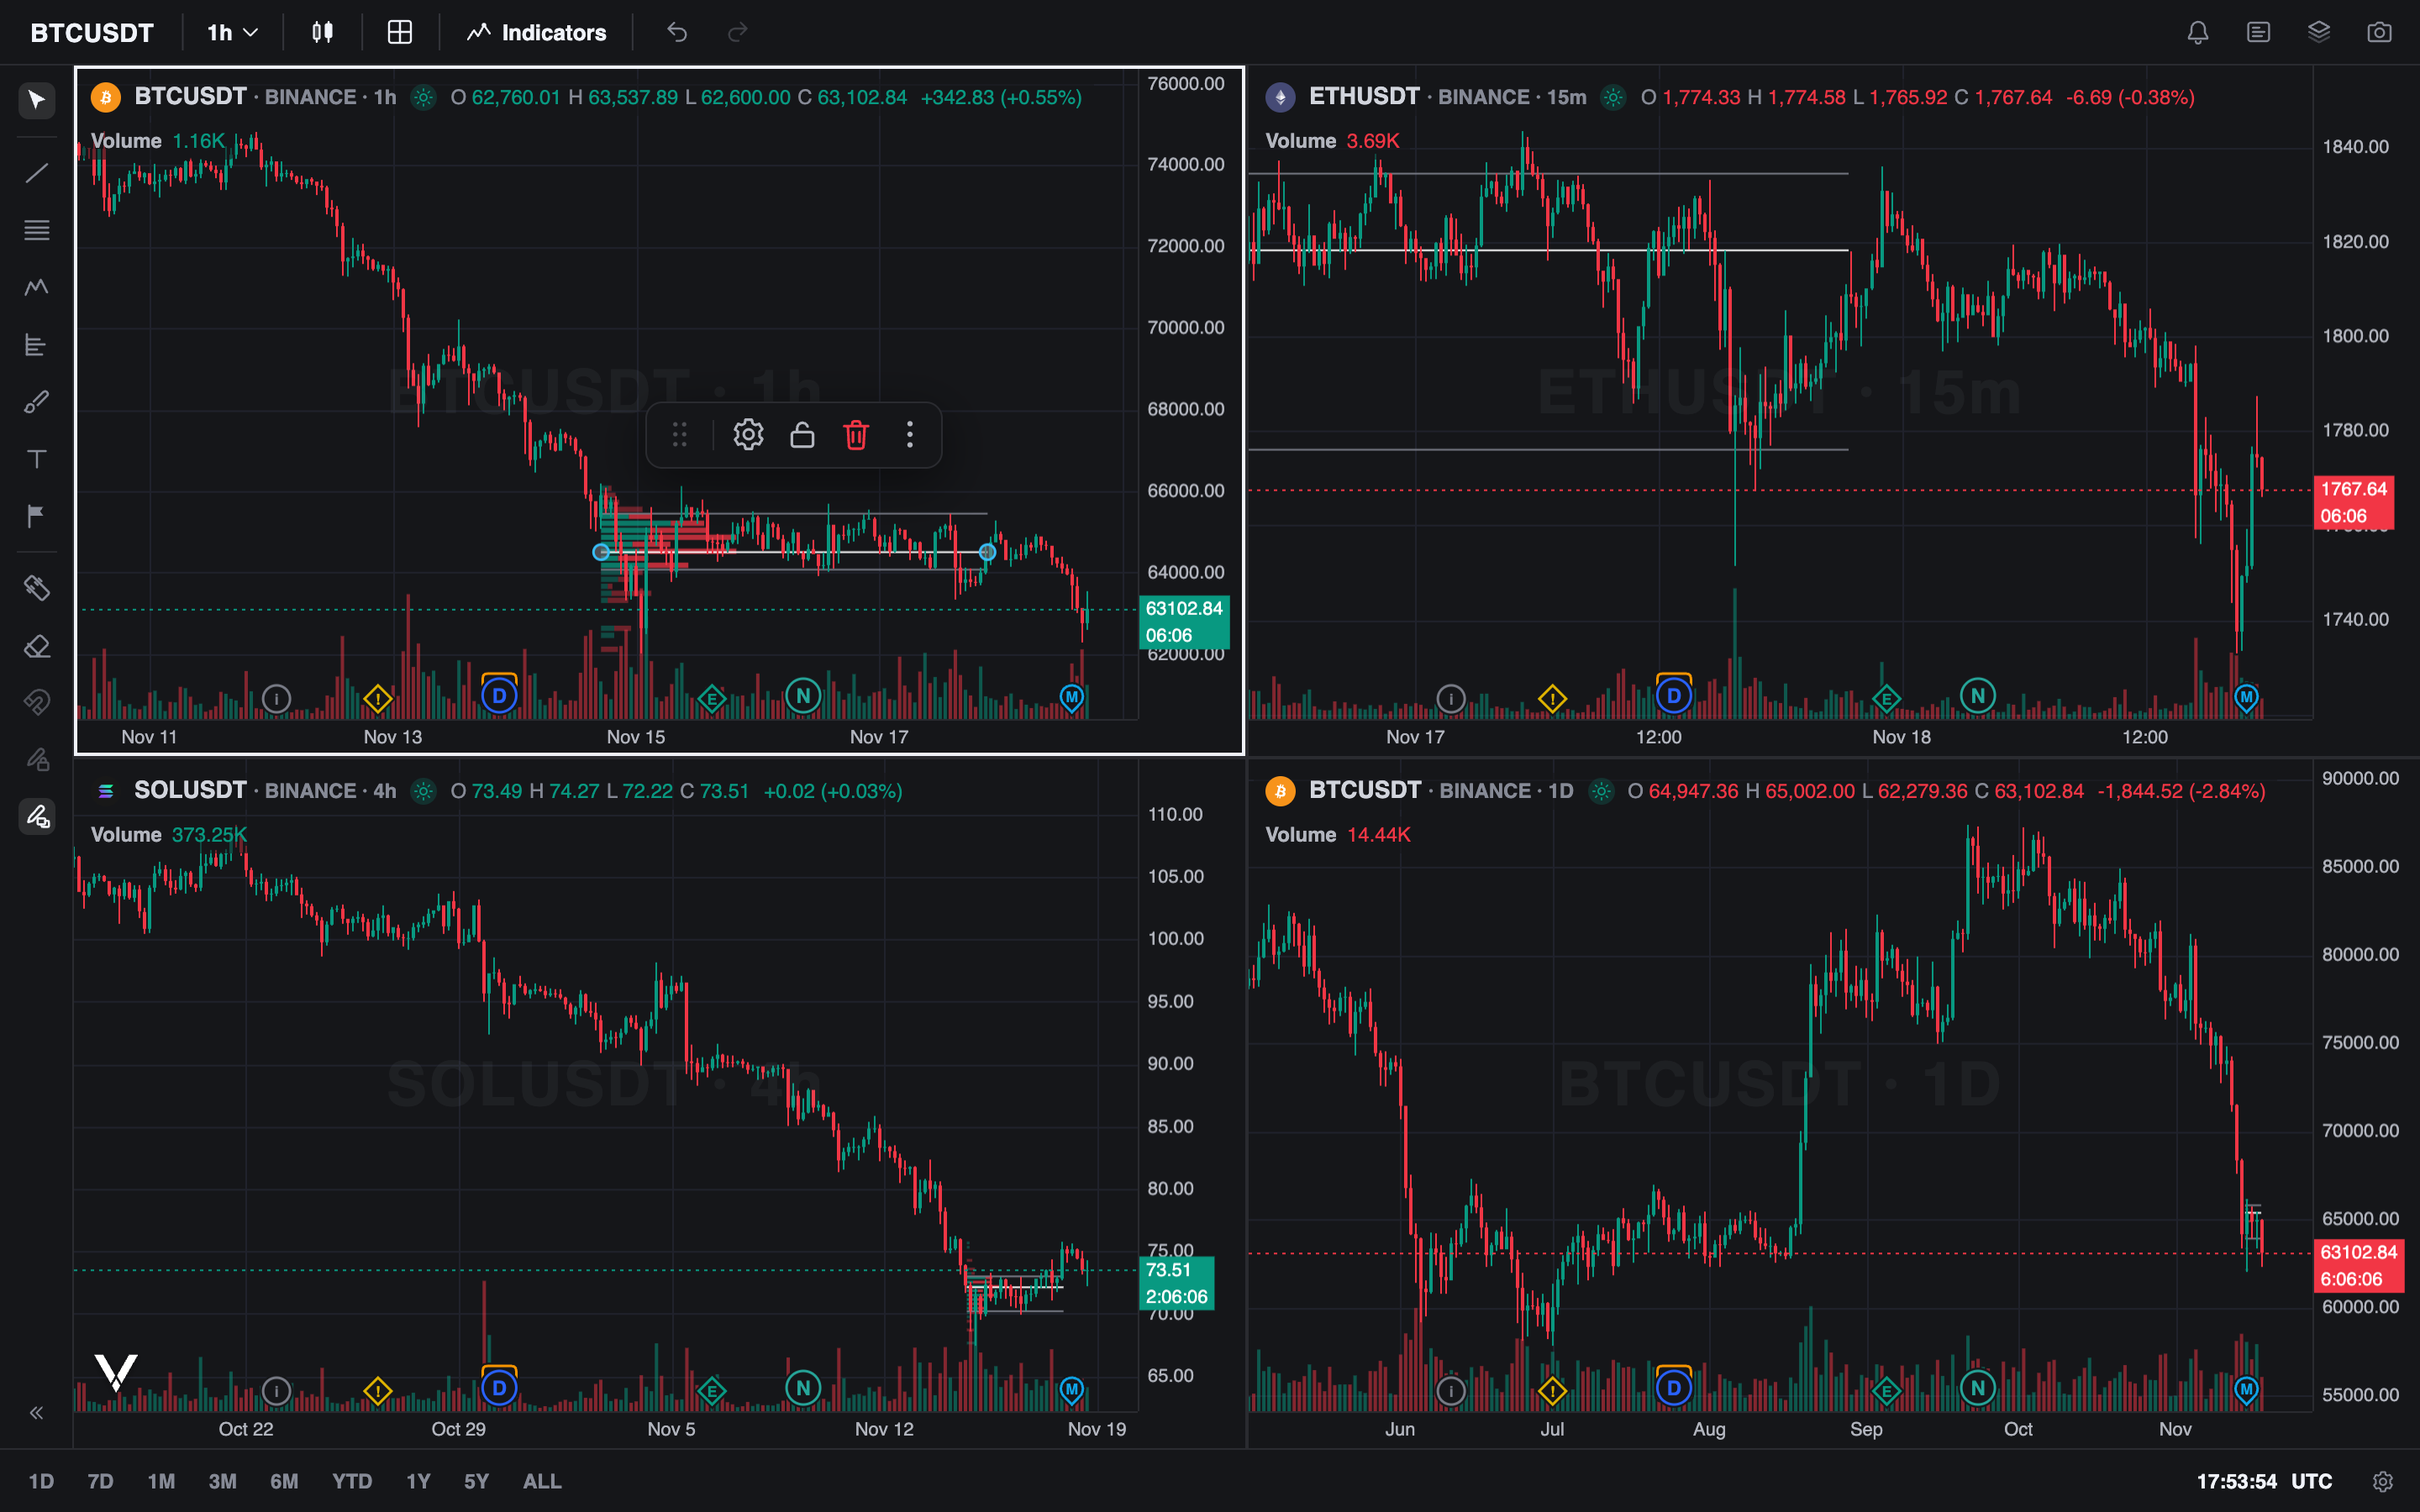 BTCUSDT 1h Indicators
BTCUSDT · BINANCE · 1h O 62,760.01 H 63,537.89 L 62,600.00 C 63,102.84 +342.83 (+0.55%)
Volume 1.16K
76000.00
74000.00
72000.00
70000.00
68000.00
66000.00
64000.00
63102.84
06:06
62000.00
BTCUSDT · 1h
i ! D E N M
Nov 11 Nov 13 Nov 15 Nov 17
ETHUSDT · BINANCE · 15m O 1,774.33 H 1,774.58 L 1,765.92 C 1,767.64 -6.69 (-0.38%)
Volume 3.69K
1840.00
1820.00
1800.00
1780.00
1767.64
06:06
1740.00
ETHUSDT · 15m
i ! D E N M
Nov 17 12:00 Nov 18 12:00
SOLUSDT · BINANCE · 4h O 73.49 H 74.27 L 72.22 C 73.51 +0.02 (+0.03%)
Volume 373.25K
110.00
105.00
100.00
95.00
90.00
85.00
80.00
75.00
73.51
2:06:06
70.00
65.00
SOLUSDT · 4h
i ! D E N M
Oct 22 Oct 29 Nov 5 Nov 12 Nov 19
BTCUSDT · BINANCE · 1D O 64,947.36 H 65,002.00 L 62,279.36 C 63,102.84 -1,844.52 (-2.84%)
Volume 14.44K
90000.00
85000.00
80000.00
75000.00
70000.00
65000.00
63102.84
6:06:06
60000.00
55000.00
BTCUSDT · 1D
i ! D E N M
Jun Jul Aug Sep Oct Nov
1D 7D 1M 3M 6M YTD 1Y 5Y ALL
17:53:54 UTC